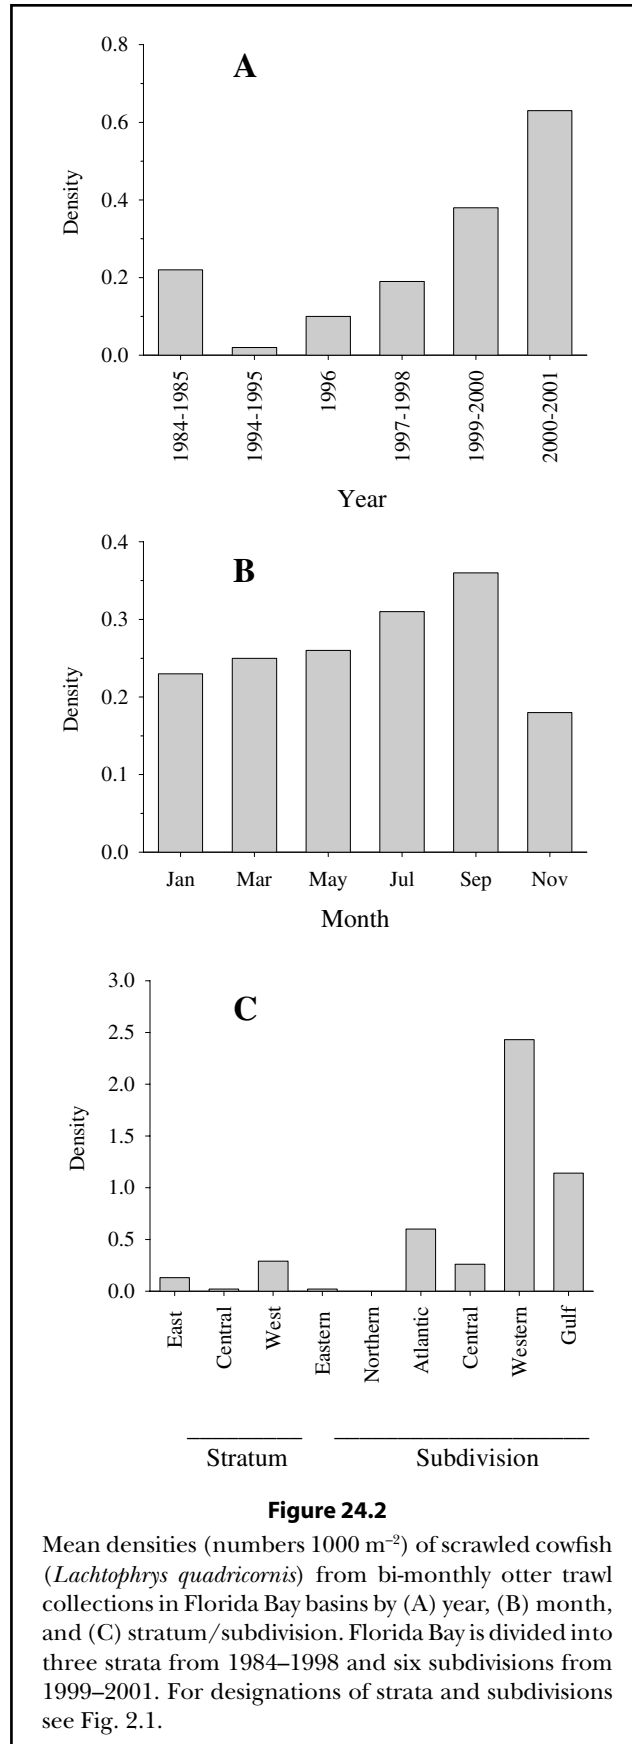 A
0.8
0.6
0.4
0.2
0.0
Density
1984-1985
1994-1995
1996
1997-1998
1999-2000
2000-2001
Year
B
0.4
0.3
0.2
0.1
0.0
Density
Jan Mar May Jul Sep Nov
Month
C
3.0
2.5
2.0
1.5
1.0
0.5
0.0
Density
East
Central
West
Eastern
Northern
Atlantic
Central
Western
Gulf
Stratum Subdivision
Figure 24.2
Mean densities (numbers 1000 m⁻²) of scrawled cowfish
(Lachtophrys quadricornis) from bi-monthly otter trawl
collections in Florida Bay basins by (A) year, (B) month,
and (C) stratum/subdivision. Florida Bay is divided into
three strata from 1984–1998 and six subdivisions from
1999–2001. For designations of strata and subdivisions
see Fig. 2.1.